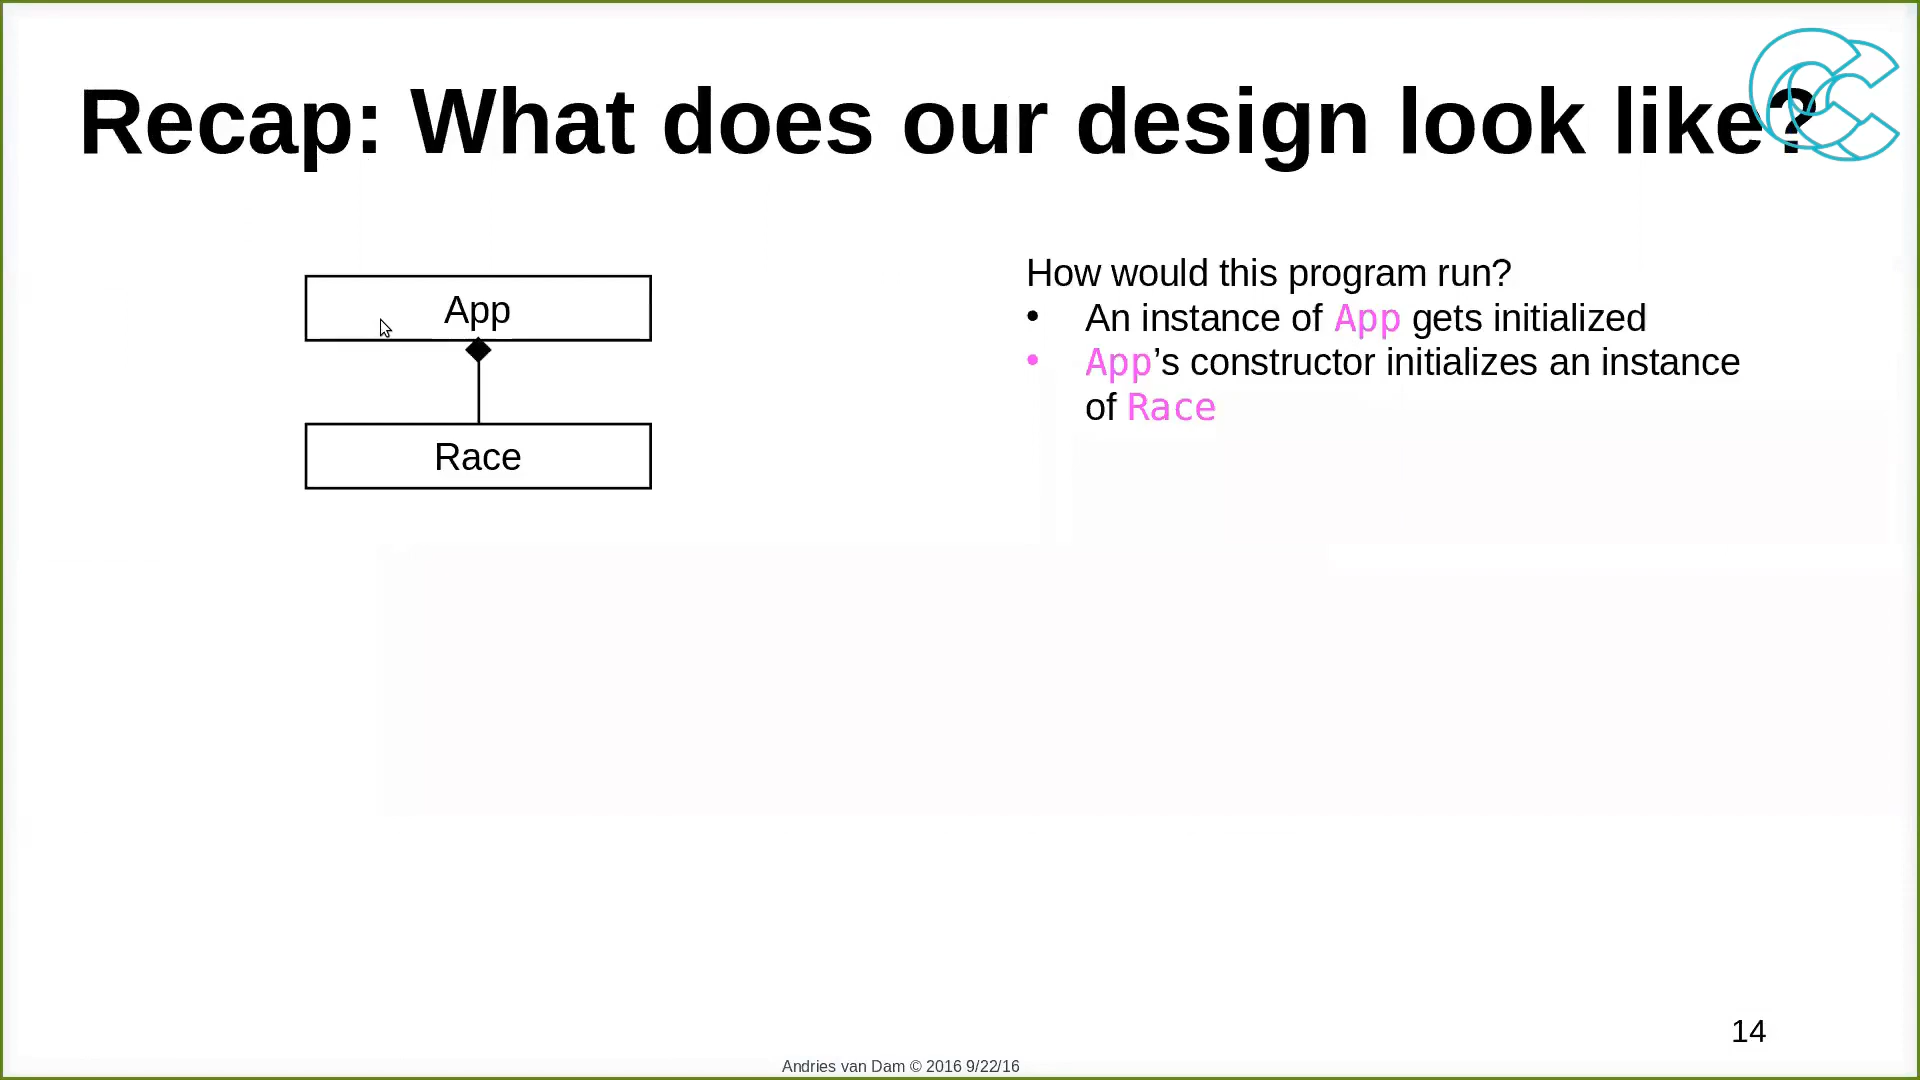 Recap: What does our design look like?
App
Race
How would this program run?
• An instance of App gets initialized
• App’s constructor initializes an instance
of Race
14
Andries van Dam © 2016 9/22/16